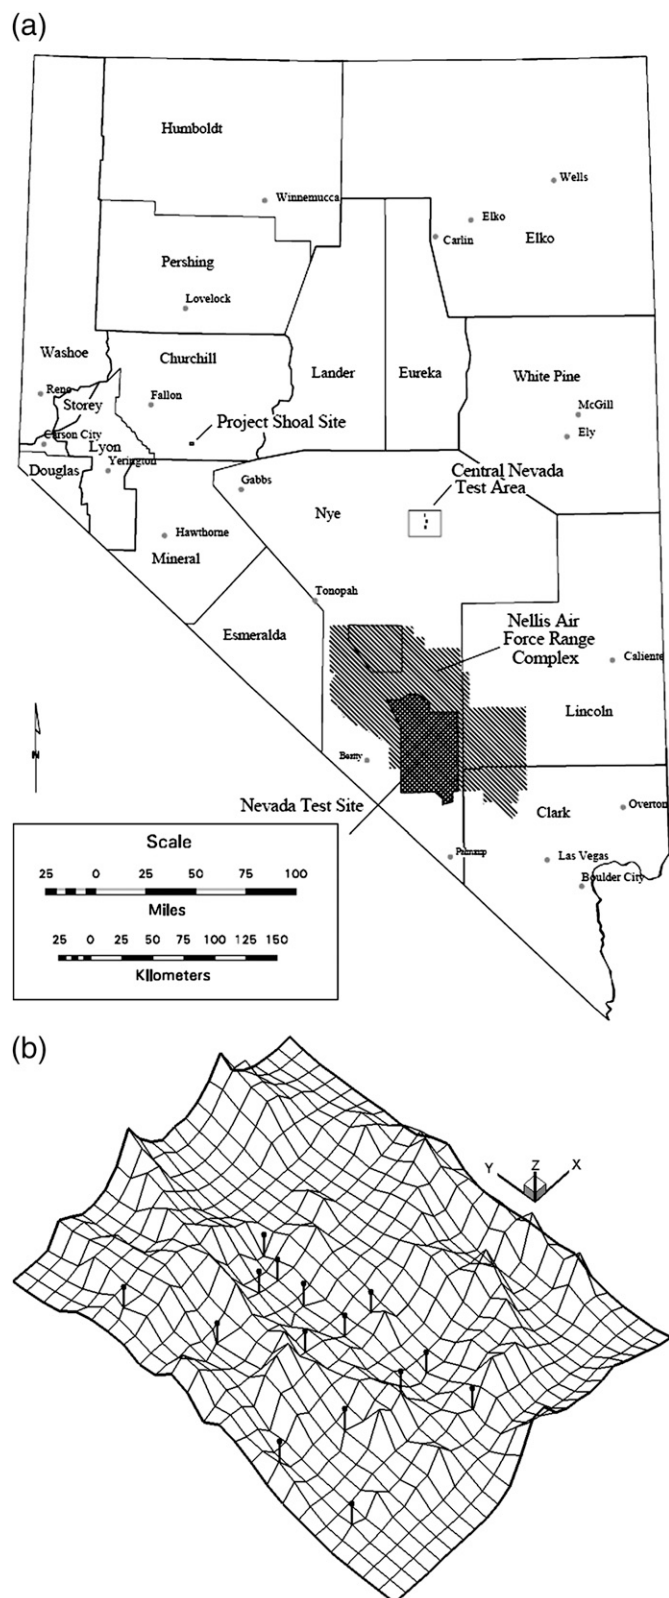 (a)
Humboldt
Winnemucca
Wells
Elko
Carlin
Elko
Pershing
Lovelock
Washoe
Churchill
Lander
Eureka
White Pine
Reno
Storey
Fallon
McGill
Project Shoal Site
Carson City
Lyon
Ely
Douglas
Yerington
Gabbs
Central Nevada
Test Area
Nye
Hawthorne
Mineral
Tonopah
Esmeralda
Nellis Air
Force Range
Complex
Caliente
Lincoln
N
Beatty
Nevada Test Site
Clark
Overton
Pahrump
Las Vegas
Boulder City
Scale
25 0 25 50 75 100
Miles
25 0 25 50 75 100 125 150
Kilometers
(b)
Y Z X